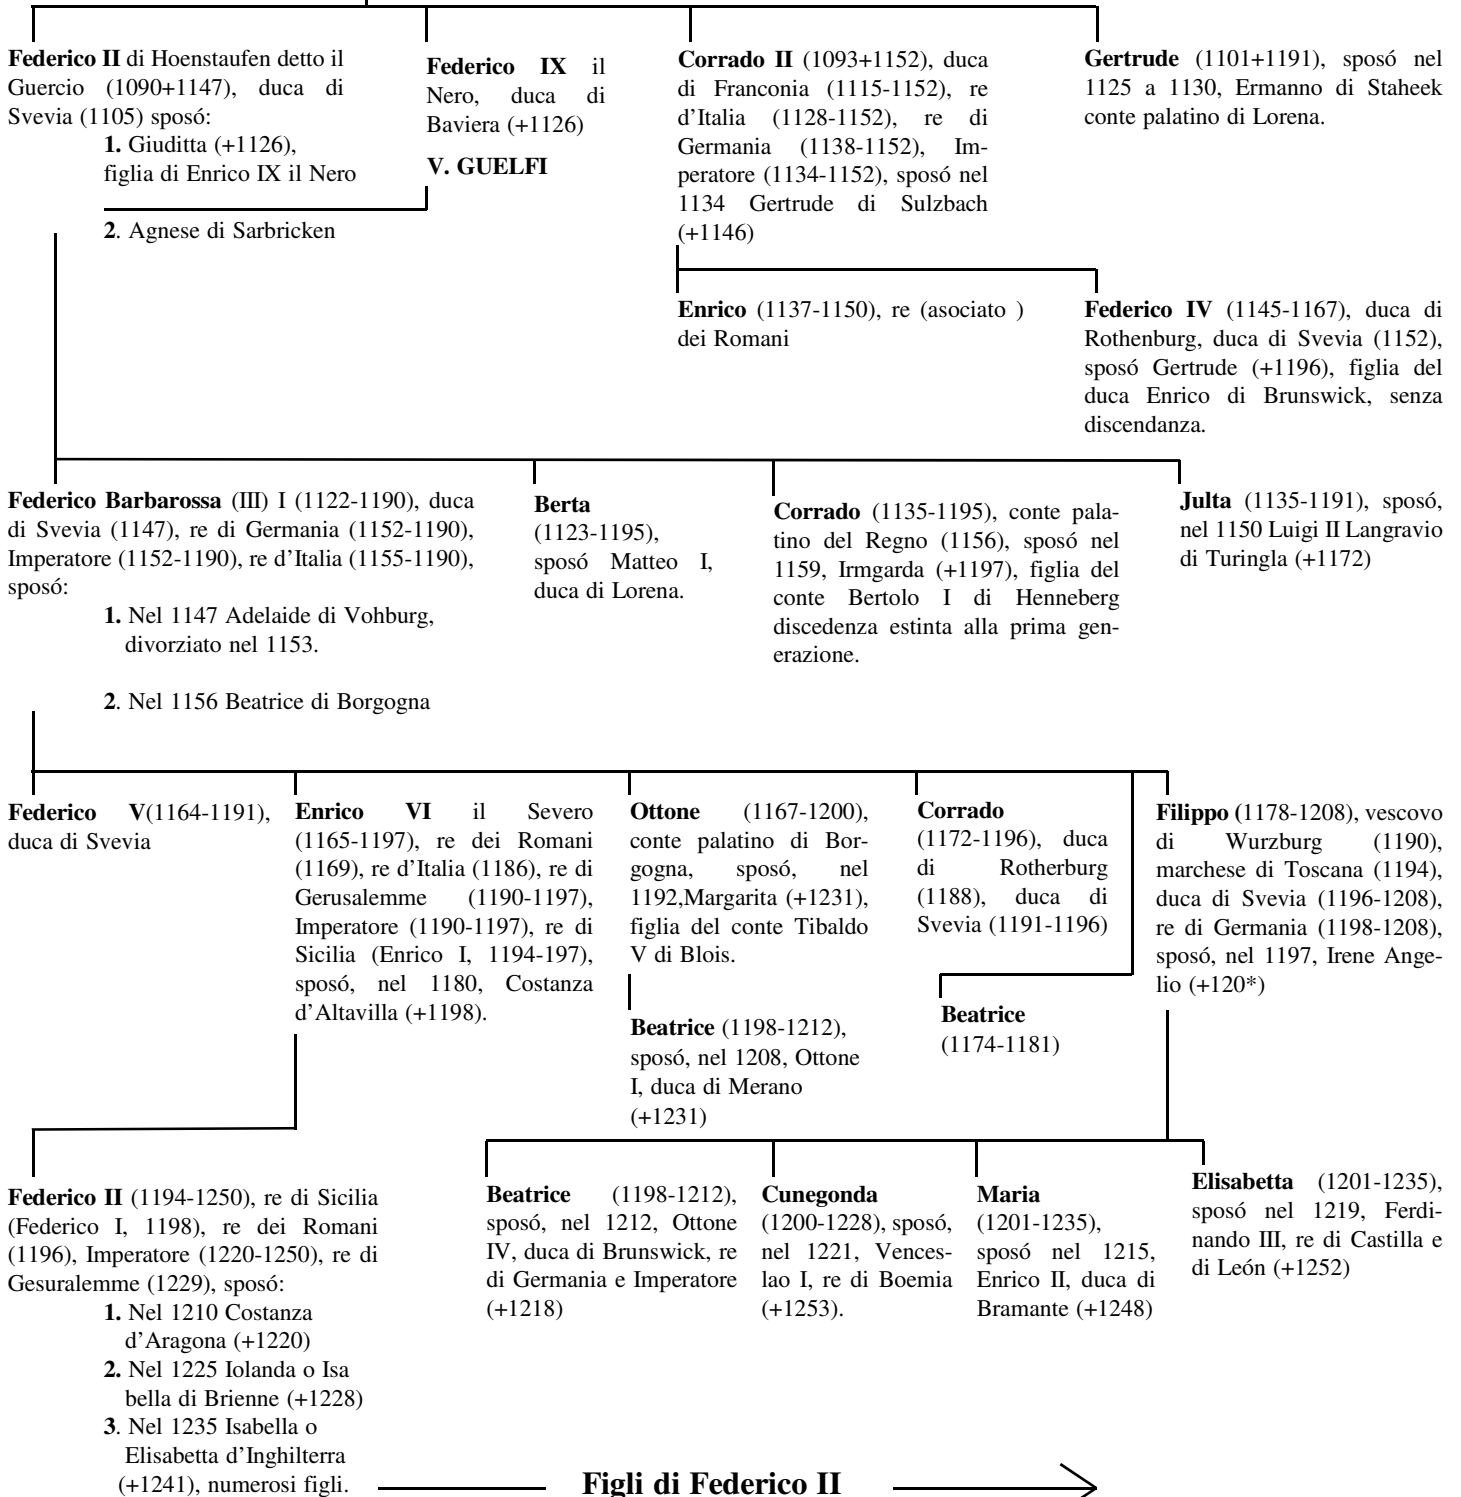 Federico II di Hoenstaufen detto il
Guercio (1090+1147), duca di
Svevia (1105) sposó:
1. Giuditta (+1126),
figlia di Enrico IX il Nero
2. Agnese di Sarbricken
Federico IX il
Nero, duca di
Baviera (+1126)
V. GUELFI
Corrado II (1093+1152), duca
di Franconia (1115-1152), re
d'Italia (1128-1152), re di
Germania (1138-1152), Im-
peratore (1134-1152), sposó nel
1134 Gertrude di Sulzbach
(+1146)
Gertrude (1101+1191), sposó nel
1125 a 1130, Ermanno di Staheek
conte palatino di Lorena.
Enrico (1137-1150), re (asociato )
dei Romani
Federico IV (1145-1167), duca di
Rothenburg, duca di Svevia (1152),
sposó Gertrude (+1196), figlia del
duca Enrico di Brunswick, senza
discendanza.
Federico Barbarossa (III) I (1122-1190), duca
di Svevia (1147), re di Germania (1152-1190),
Imperatore (1152-1190), re d'Italia (1155-1190),
sposó:
1. Nel 1147 Adelaide di Vohburg,
divorziato nel 1153.
2. Nel 1156 Beatrice di Borgogna
Berta
(1123-1195),
sposó Matteo I,
duca di Lorena.
Corrado (1135-1195), conte pala-
tino del Regno (1156), sposó nel
1159, Irmgarda (+1197), figlia del
conte Bertolo I di Henneberg
discedenza estinta alla prima gen-
erazione.
Julta (1135-1191), sposó,
nel 1150 Luigi II Langravio
di Turingla (+1172)
Federico V(1164-1191),
duca di Svevia
Enrico VI il Severo
(1165-1197), re dei Romani
(1169), re d'Italia (1186), re di
Gerusalemme (1190-1197),
Imperatore (1190-1197), re di
Sicilia (Enrico I, 1194-197),
sposó, nel 1180, Costanza
d'Altavilla (+1198).
Ottone (1167-1200),
conte palatino di Bor-
gogna, sposó, nel
1192,Margarita (+1231),
figlia del conte Tibaldo
V di Blois.
Corrado
(1172-1196), duca
di Rotherburg
(1188), duca di
Svevia (1191-1196)
Filippo (1178-1208), vescovo
di Wurzburg (1190),
marchese di Toscana (1194),
duca di Svevia (1196-1208),
re di Germania (1198-1208),
sposó, nel 1197, Irene Ange-
lio (+120*)
Beatrice (1198-1212),
sposó, nel 1208, Ottone
I, duca di Merano
(+1231)
Beatrice
(1174-1181)
Federico II (1194-1250), re di Sicilia
(Federico I, 1198), re dei Romani
(1196), Imperatore (1220-1250), re di
Gesuralemme (1229), sposó:
1. Nel 1210 Costanza
d'Aragona (+1220)
2. Nel 1225 Iolanda o Isa
bella di Brienne (+1228)
3. Nel 1235 Isabella o
Elisabetta d'Inghilterra
(+1241), numerosi figli.
Beatrice (1198-1212),
sposó, nel 1212, Ottone
IV, duca di Brunswick, re
di Germania e Imperatore
(+1218)
Cunegonda
(1200-1228), sposó,
nel 1221, Vences-
lao I, re di Boemia
(+1253).
Maria
(1201-1235),
sposó nel 1215,
Enrico II, duca di
Bramante (+1248)
Elisabetta (1201-1235),
sposó nel 1219, Ferdi-
nando III, re di Castilla e
di León (+1252)
Figli di Federico II